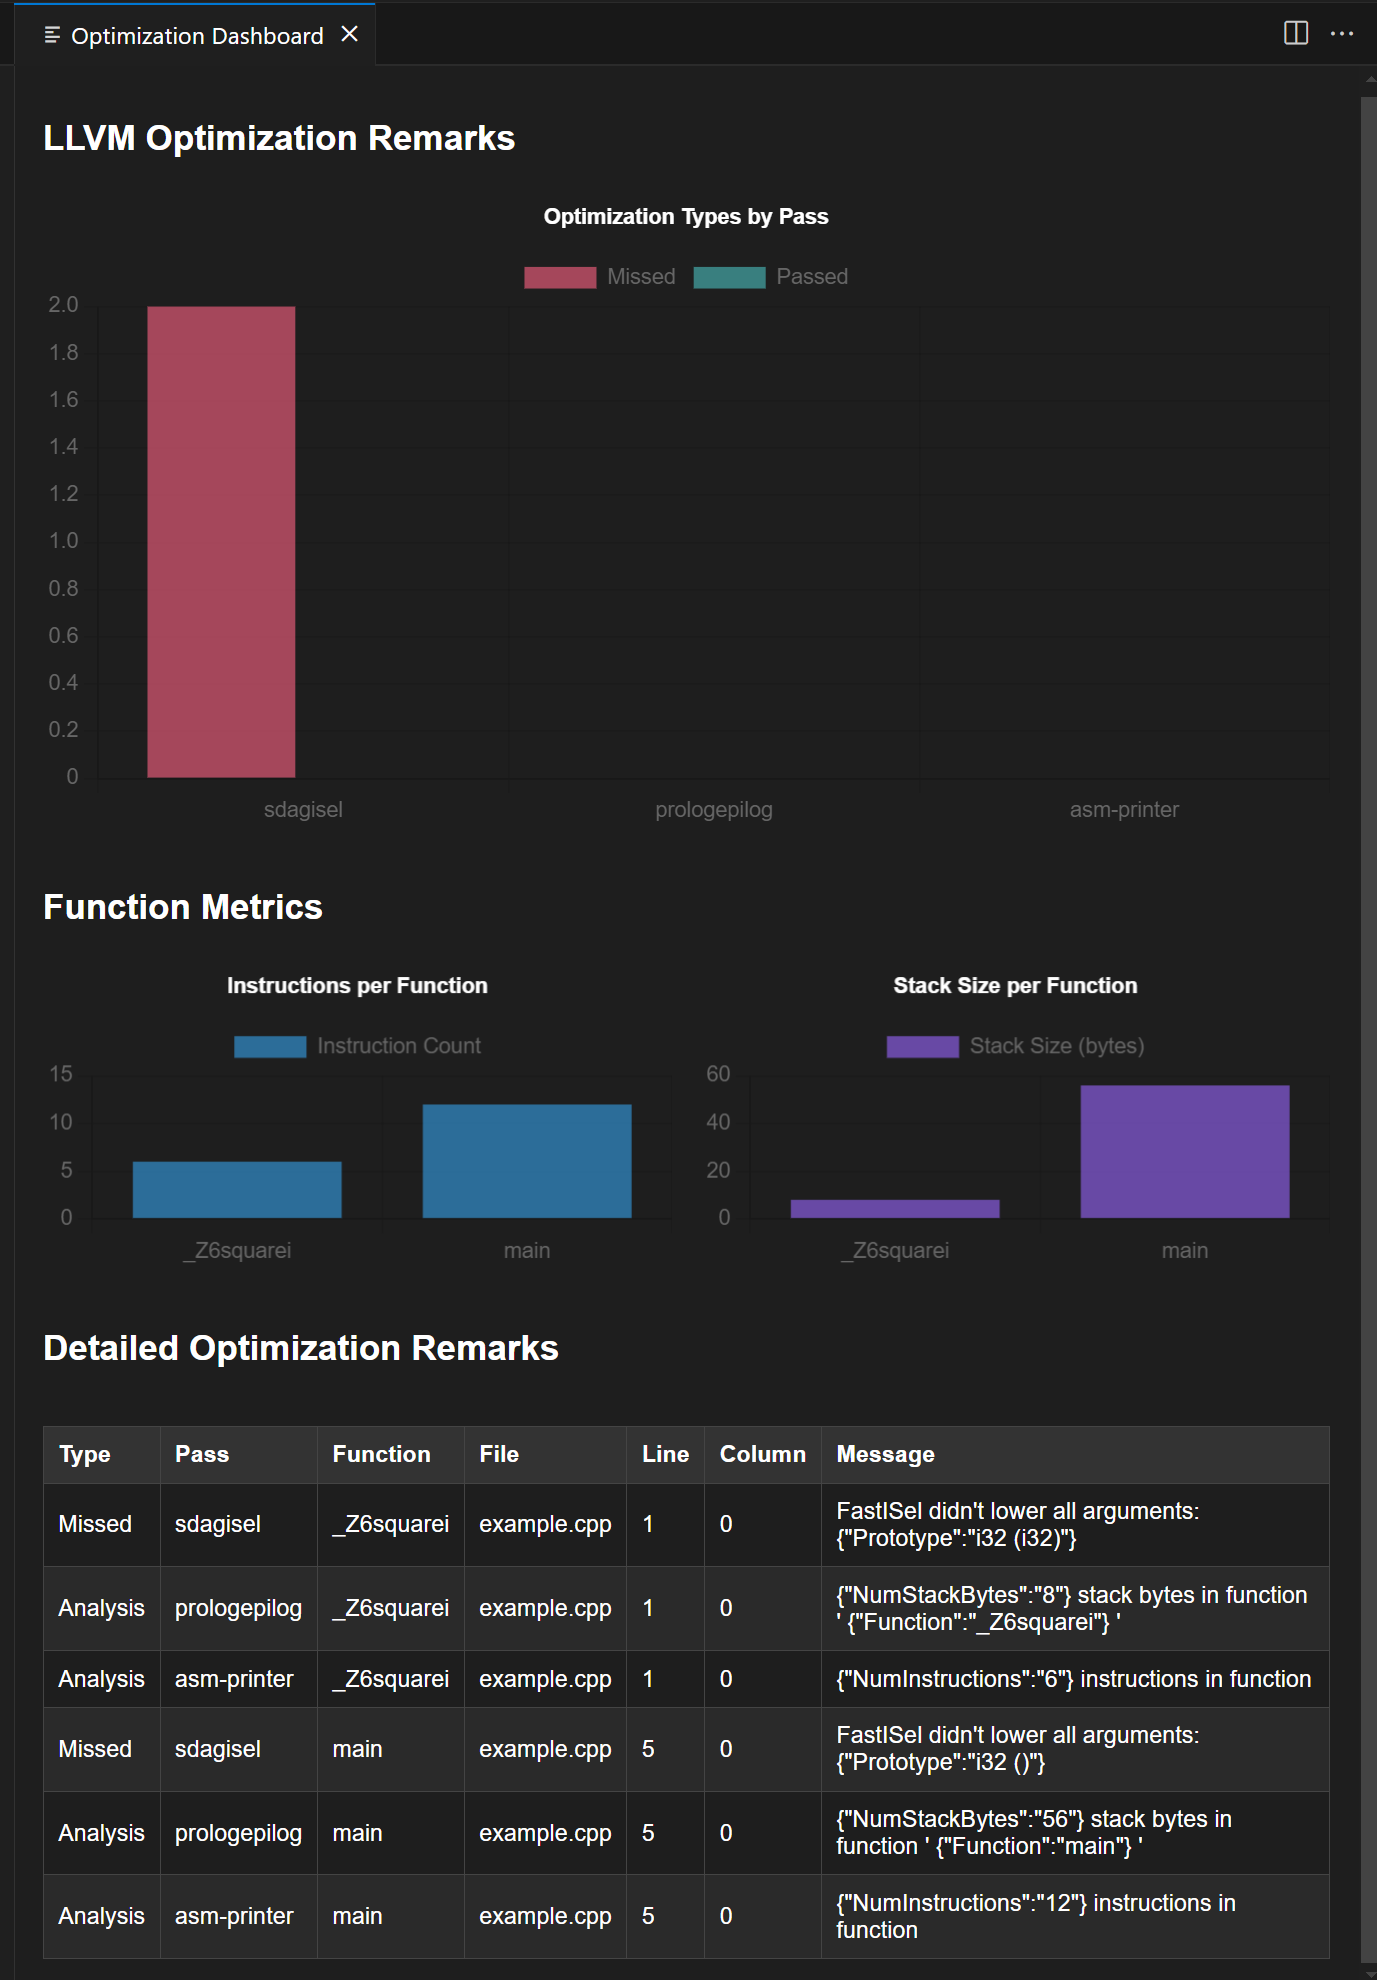 Optimization Dashboard
LLVM Optimization Remarks
Optimization Types by Pass
Missed Passed
2.0
1.8
1.6
1.4
1.2
1.0
0.8
0.6
0.4
0.2
0
sdagisel prologepilog asm-printer
Function Metrics
Instructions per Function
Instruction Count
15
10
5
0
_Z6squarei main
Stack Size per Function
Stack Size (bytes)
60
40
20
0
_Z6squarei main
Detailed Optimization Remarks
Type Pass Function File Line Column Message
Missed sdagisel _Z6squarei example.cpp 1 0 FastISel didn't lower all arguments:
{"Prototype":"i32 (i32)"}
Analysis prologepilog _Z6squarei example.cpp 1 0 {"NumStackBytes":"8"} stack bytes in function
' {"Function":"_Z6squarei"} '
Analysis asm-printer _Z6squarei example.cpp 1 0 {"NumInstructions":"6"} instructions in function
Missed sdagisel main example.cpp 5 0 FastISel didn't lower all arguments:
{"Prototype":"i32 ()"}
Analysis prologepilog main example.cpp 5 0 {"NumStackBytes":"56"} stack bytes in
function ' {"Function":"main"} '
Analysis asm-printer main example.cpp 5 0 {"NumInstructions":"12"} instructions in
function